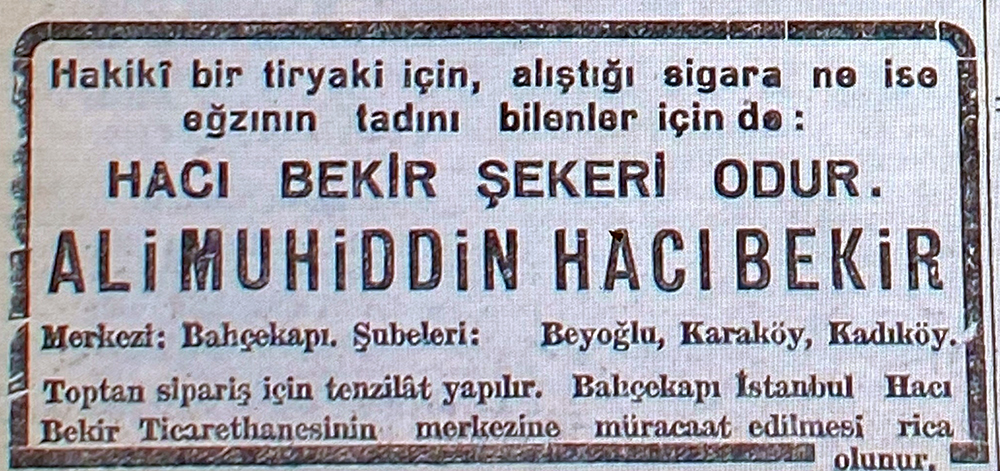 Hakikî bir tiryaki için, alıştığı sigara ne ise
eğzının tadını bilenler için de :
HACI BEKİR ŞEKERİ ODUR.
ALİ MUHİDDİN HACI BEKİR
Merkezi; Bahçekapı. Şubeleri: Beyoğlu, Karaköy, Kadıköy.
Toptan sipariş için tenzilât yapılır. Bahçekapı İstanbul Hacı
Bekir Ticarethanesinin merkezine müracaat edilmesi rica
olunur.